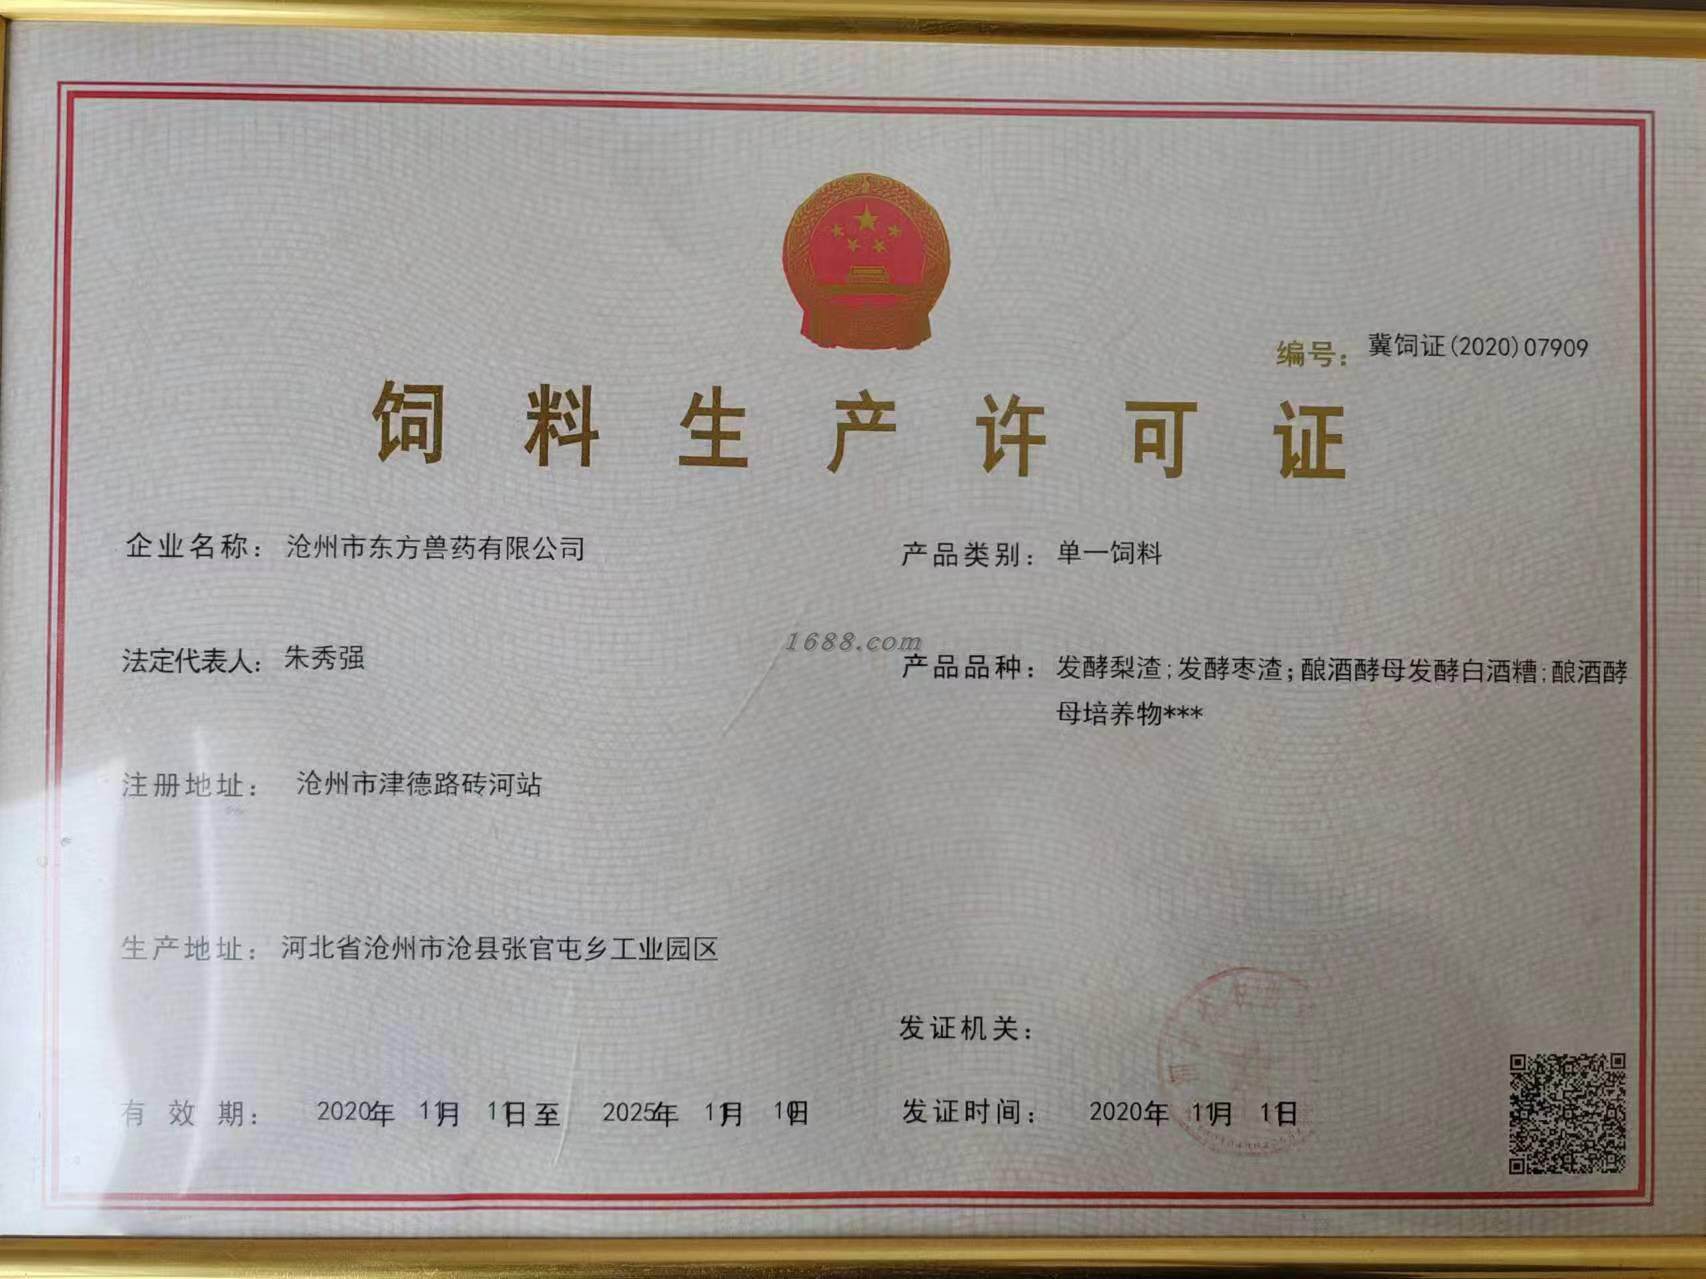 编号：冀饲证(2020)07909
饲料生产许可证
企业名称：沧州市东方兽药有限公司
产品类别：单一饲料
法定代表人：朱秀强
1688.com
产品品种：发酵梨渣;发酵枣渣;酿酒酵母发酵白酒糟;酿酒酵
母培养物***
注册地址：沧州市津德路砖河站
生产地址：河北省沧州市沧县张官屯乡工业园区
发证机关：
有效期：2020年 11月 11日至 2025年 11月 10日
发证时间：2020年 11月 11日